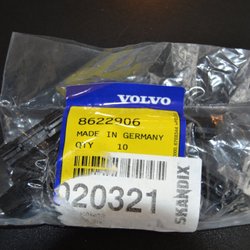 VOLVO
8622906
MADE IN GERMANY
QTY 10
020321
SKANDIX